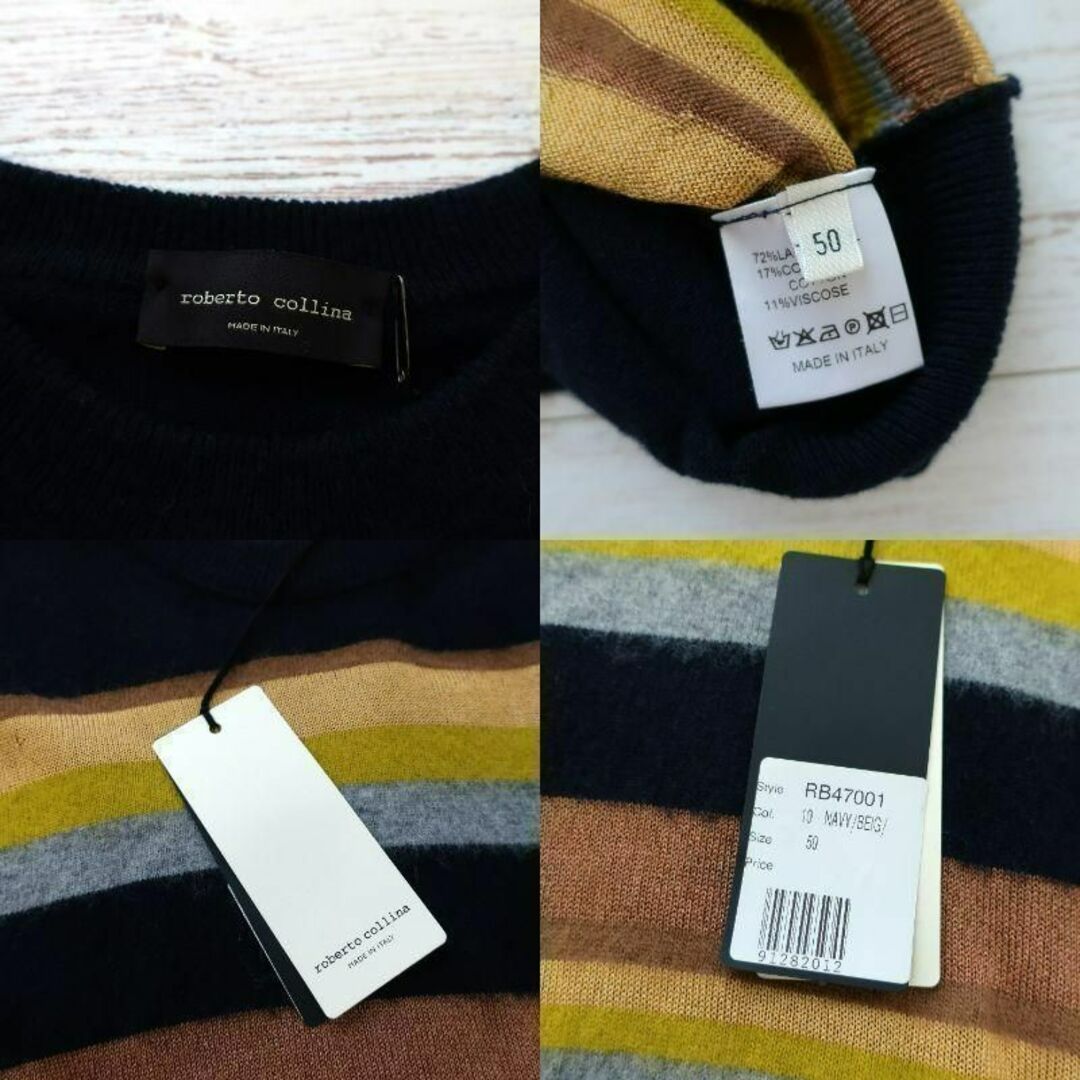 roberto collina
MADE IN ITALY
50
72%LA
17%CO
COTTON
11%VISCOSE
MADE IN ITALY
roberto collina
MADE IN ITALY
Style RB47001
Col. 10 NAVY/BEIG/
Size 50
Price
91282012